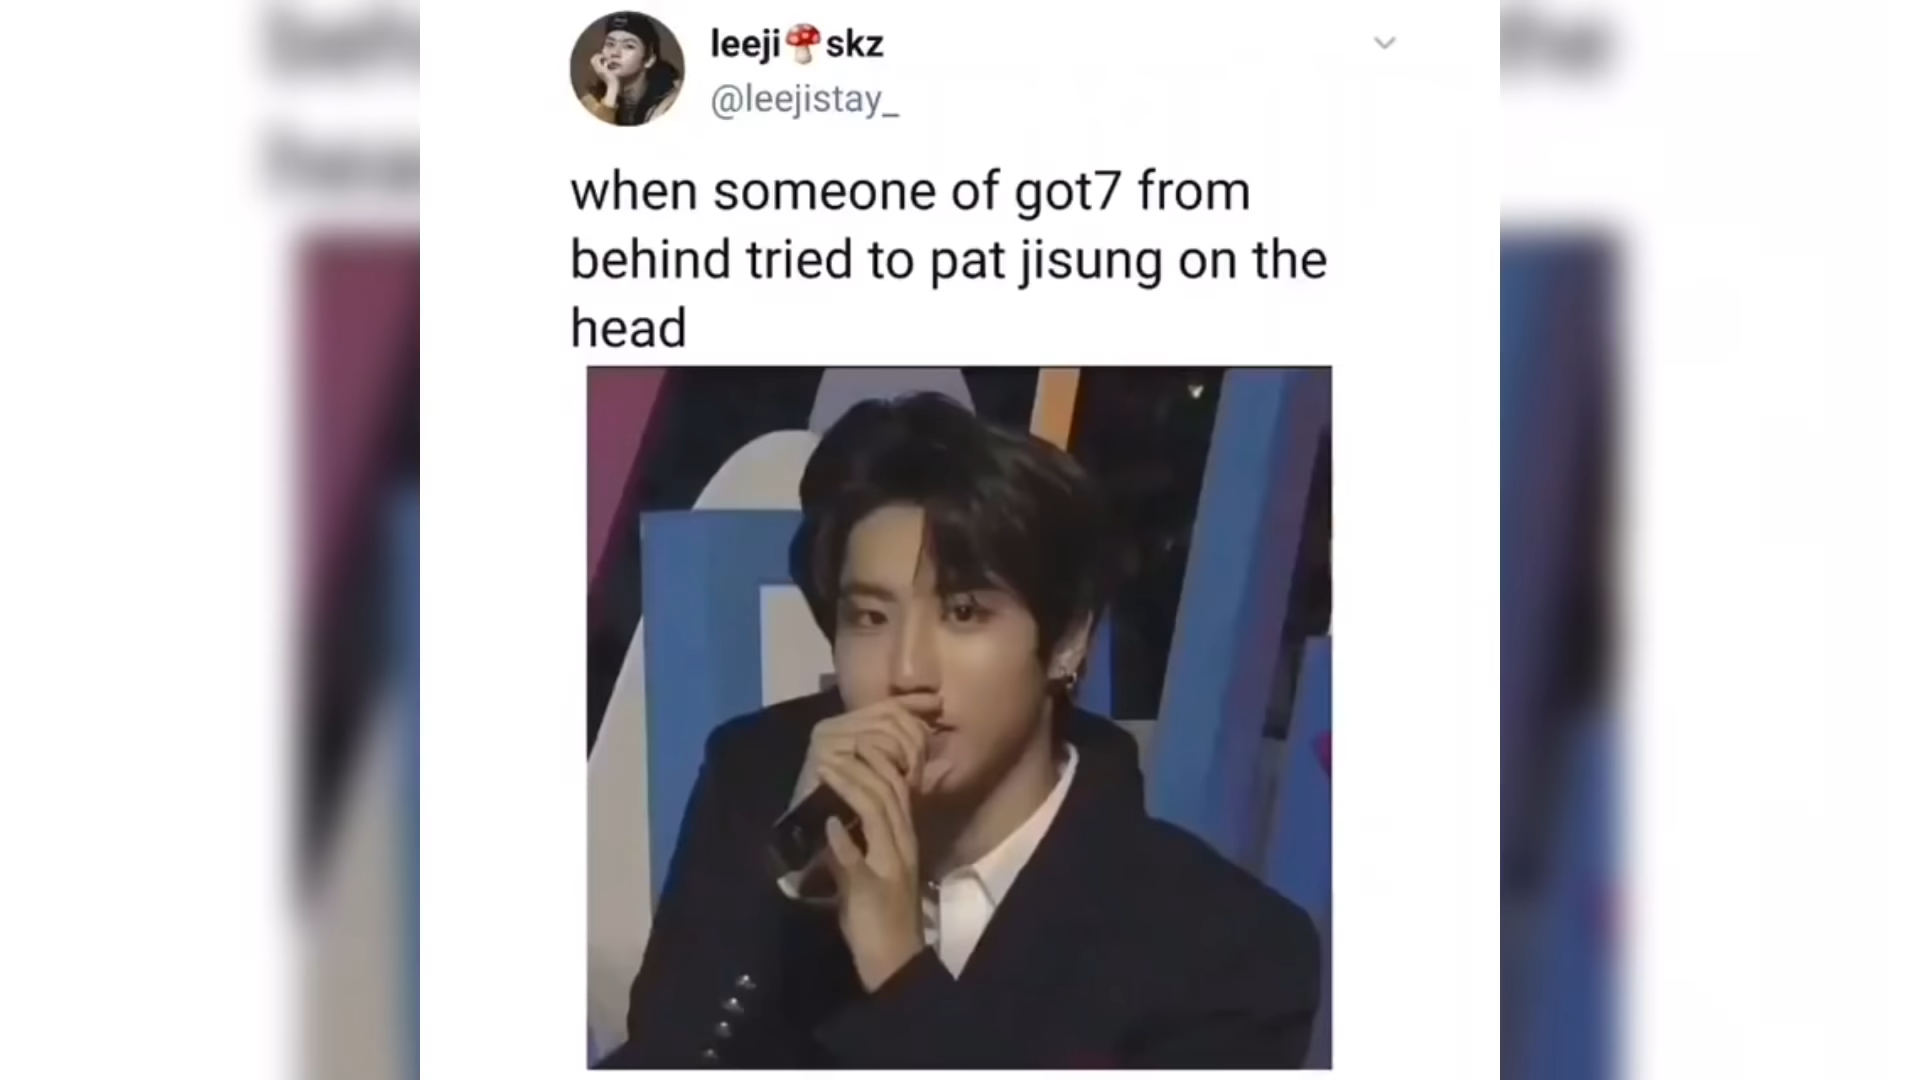 leeji🍄skz
@leejistay_
when someone of got7 from
behind tried to pat jisung on the
head